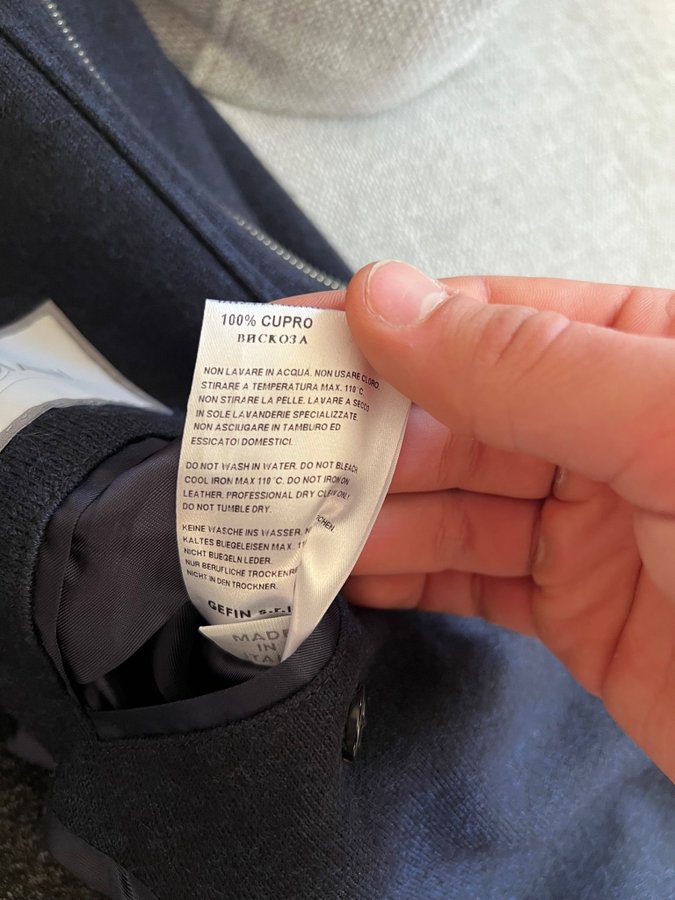 100% CUPRO
ВИСКОЗА
NON LAVARE IN ACQUA. NON USARE CLORO.
STIRARE A TEMPERATURA MAX. 110°C.
NON STIRARE LA PELLE. LAVARE A SECCO
IN SOLE LAVANDERIE SPECIALIZZATE
NON ASCIUGARE IN TAMBURO ED
ESSICATOI DOMESTICI.
DO NOT WASH IN WATER. DO NOT BLEACH
COOL IRON MAX 110°C. DO NOT IRON ON
LEATHER. PROFESSIONAL DRY CLEAN ONLY
DO NOT TUMBLE DRY.
KEINE WASCHE INS WASSER.
KALTES BUEGELEISEN MAX.
NICHT BUEGELN LEDER.
NUR BERUFLICHE
NICHT IN DEN TROCKNER.
GEFIN s.r.l
MADE
IN